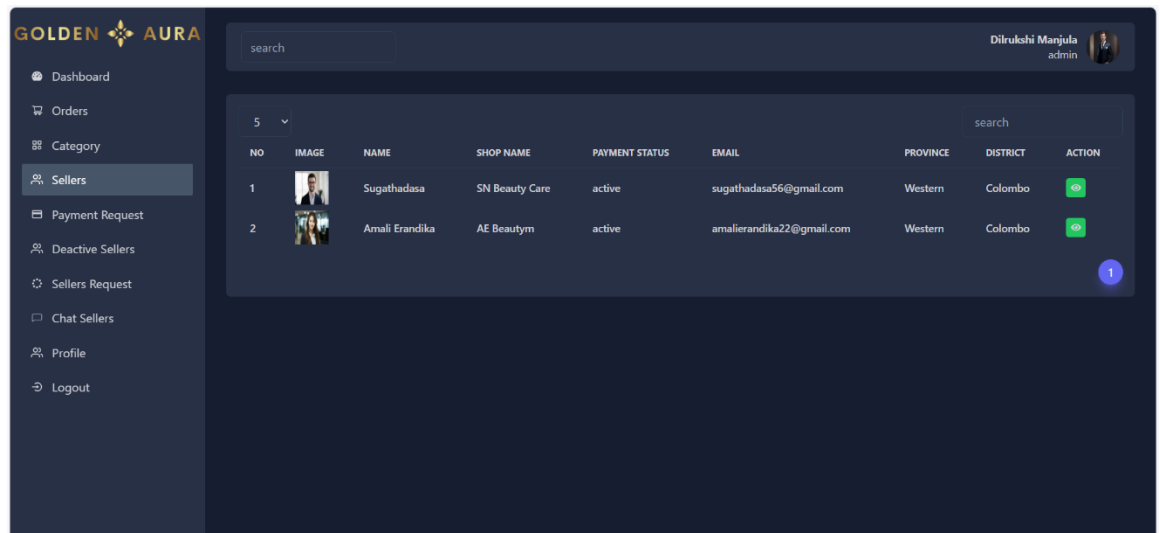 GOLDEN AURA
Dashboard
Orders
Category
Sellers
Payment Request
Deactive Sellers
Sellers Request
Chat Sellers
Profile
Logout
search
Dilrukshi Manjula
admin
5
search
NO IMAGE NAME SHOP NAME PAYMENT STATUS EMAIL PROVINCE DISTRICT ACTION
1 Sugathadasa SN Beauty Care active sugathadasa56@gmail.com Western Colombo
2 Amali Erandika AE Beautym active amalierandika22@gmail.com Western Colombo
1